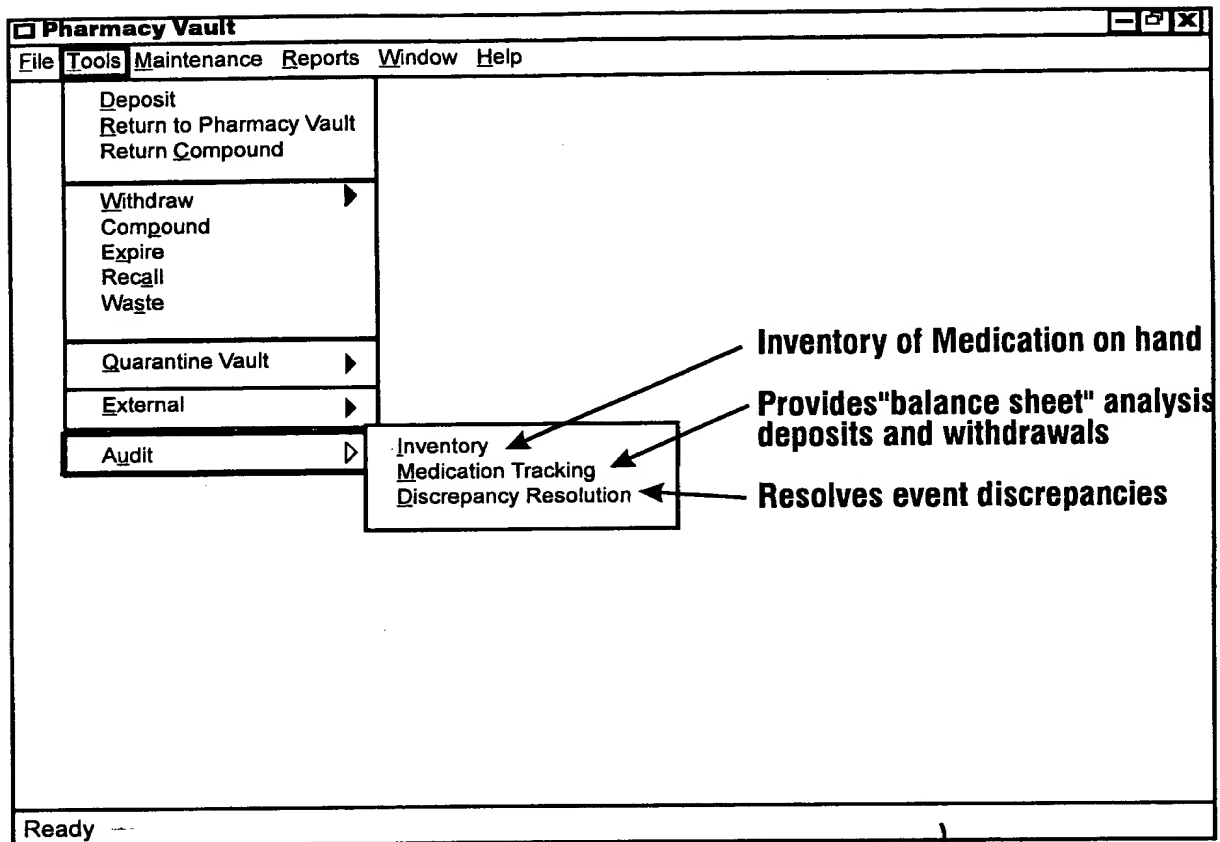 Pharmacy Vault
File Tools Maintenance Reports Window Help
Deposit
Return to Pharmacy Vault
Return Compound
Withdraw
Compound
Expire
Recall
Waste
Quarantine Vault
External
Audit
Inventory
Medication Tracking
Discrepancy Resolution
Inventory of Medication on hand
Provides"balance sheet" analysis
deposits and withdrawals
Resolves event discrepancies
Ready